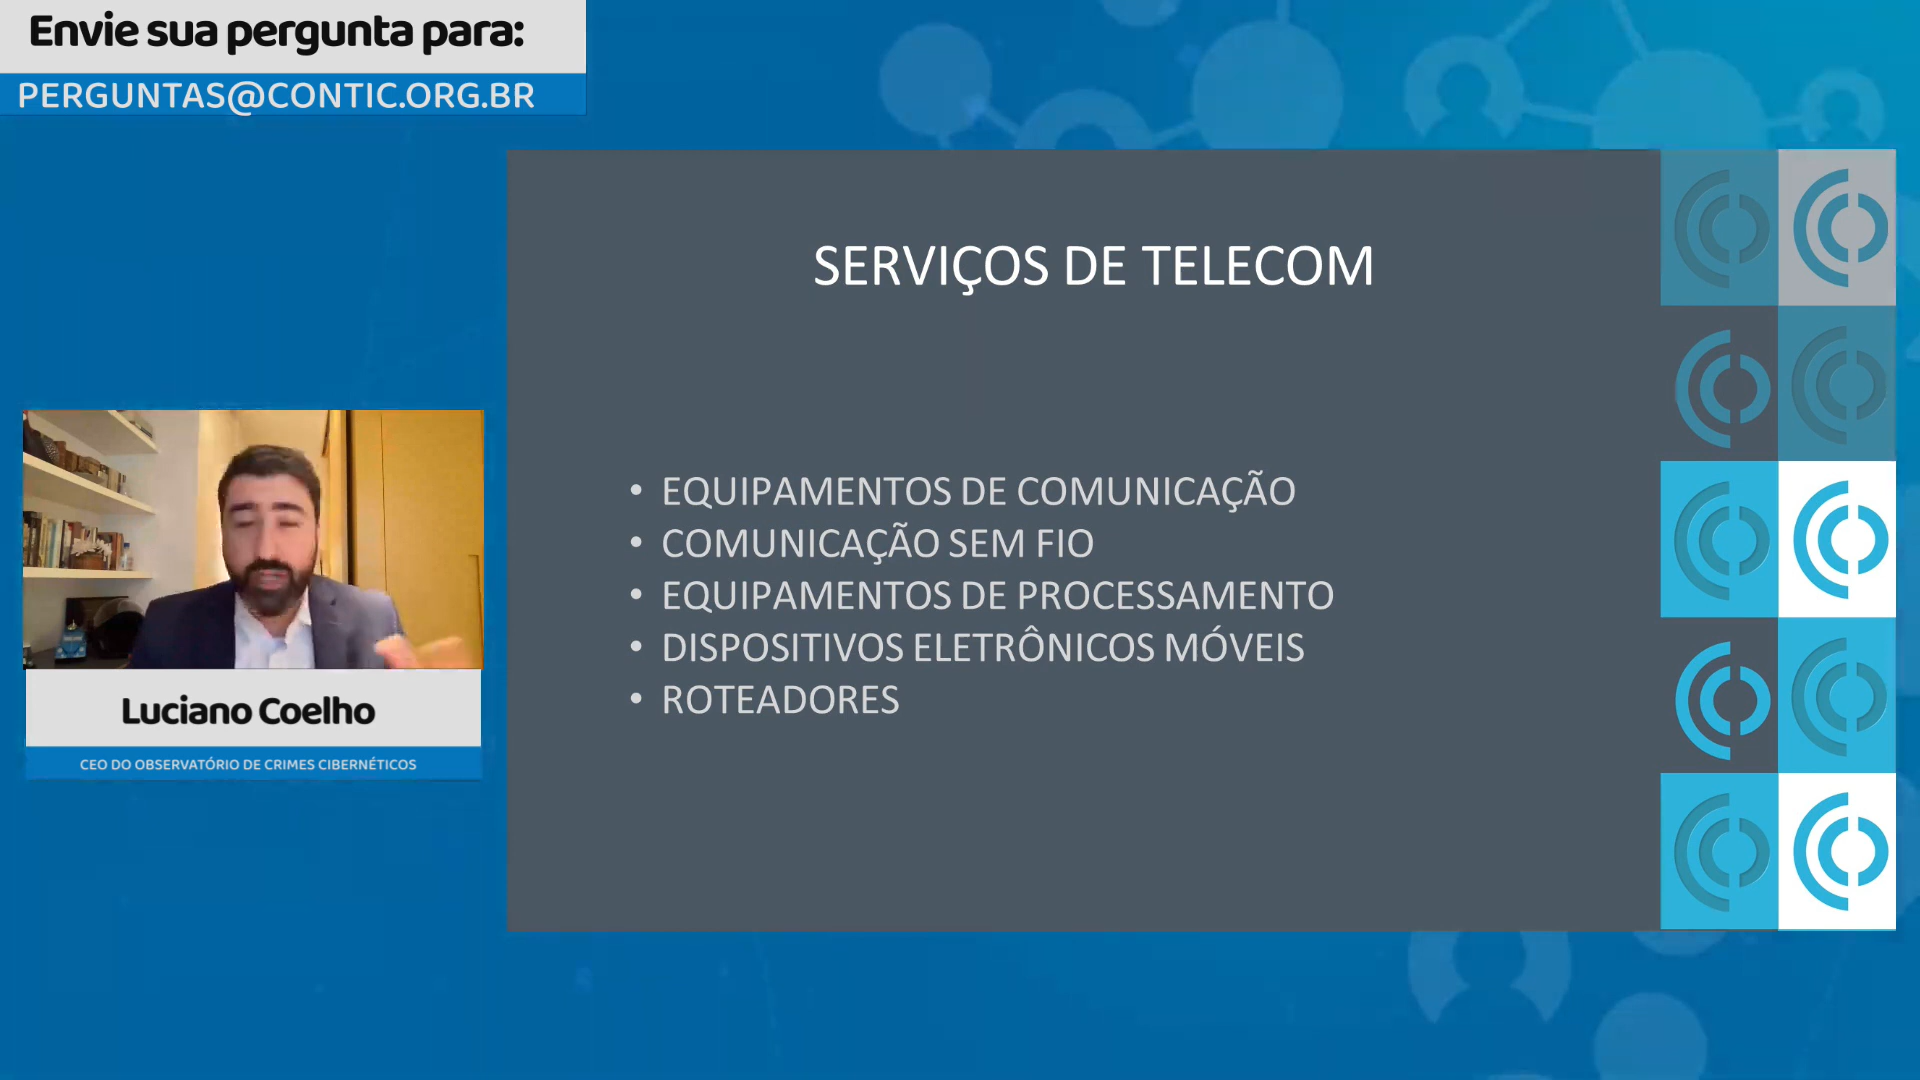 Envie sua pergunta para:
PERGUNTAS@CONTIC.ORG.BR
SERVIÇOS DE TELECOM
• EQUIPAMENTOS DE COMUNICAÇÃO
• COMUNICAÇÃO SEM FIO
• EQUIPAMENTOS DE PROCESSAMENTO
• DISPOSITIVOS ELETRÔNICOS MÓVEIS
• ROTEADORES
Luciano Coelho
CEO DO OBSERVATÓRIO DE CRIMES CIBERNÉTICOS